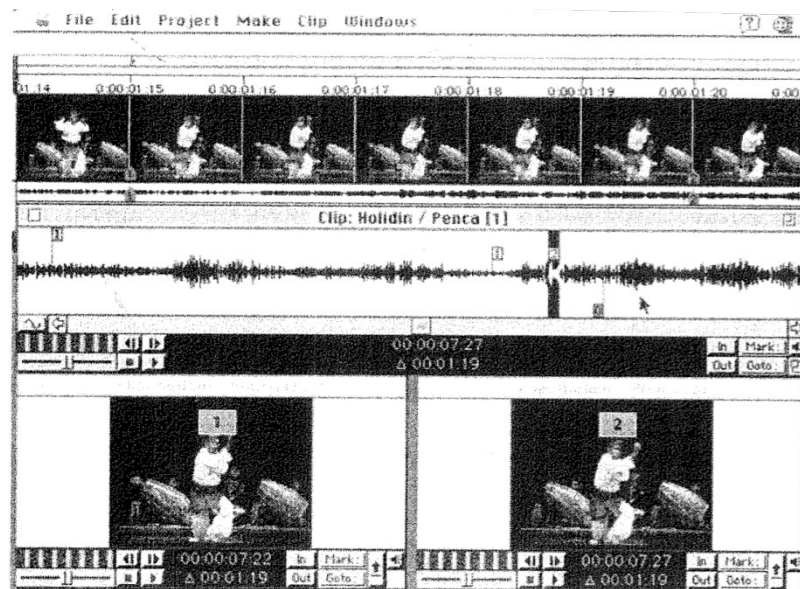 File Edit Project Make Clip Windows
0:00:01:15 0:00:01:16 0:00:01:17 0:00:01:18 0:00:01:19 0:00:01:20
Clip: Holidin / Penca [1]
00:00:07:27
Δ 00:01:19
In Mark:
Out Goto:
1
2
00:00:07:22 In Mark:
Δ 00:01:19 Out Goto:
00:00:07:27 In Mark:
Δ 00:01:19 Out Goto: